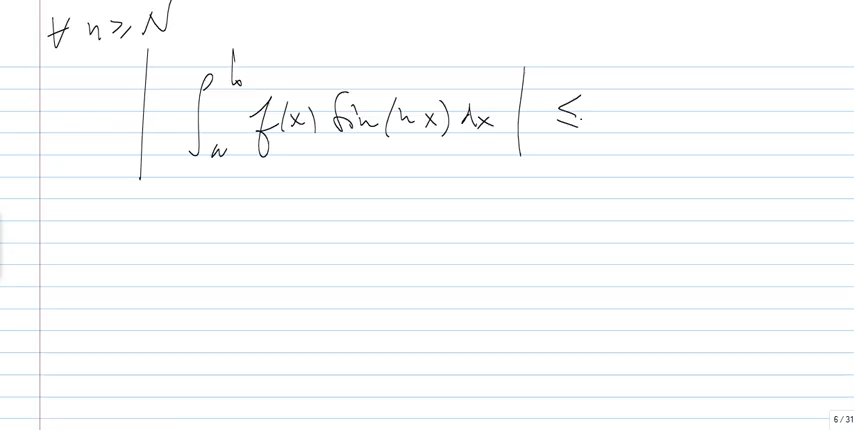 ∀ n ≥ N
| ∫_a^b f(x) sin(nx) dx | ≤
6 / 31